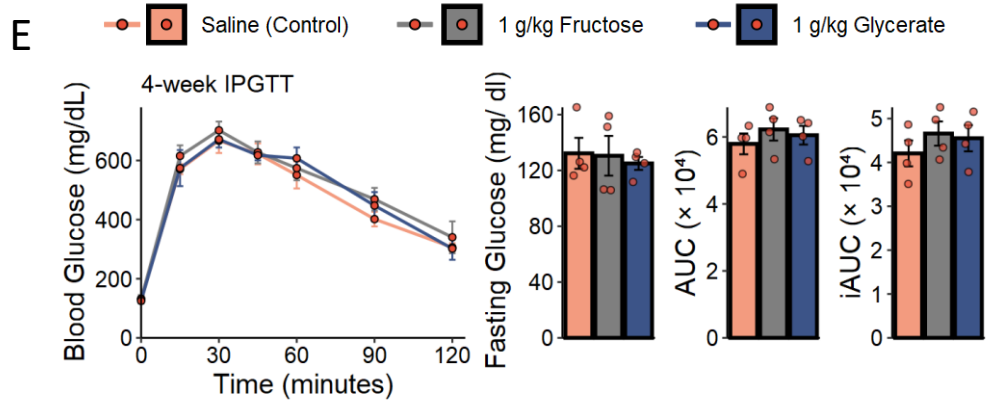 E
Saline (Control) 1 g/kg Fructose 1 g/kg Glycerate
4-week IPGTT
Blood Glucose (mg/dL)
600
400
200
0
0 30 60 90 120
Time (minutes)
Fasting Glucose (mg/ dl)
160
120
80
40
0
AUC (× 10⁴)
6
4
2
0
iAUC (× 10⁴)
5
4
3
2
1
0